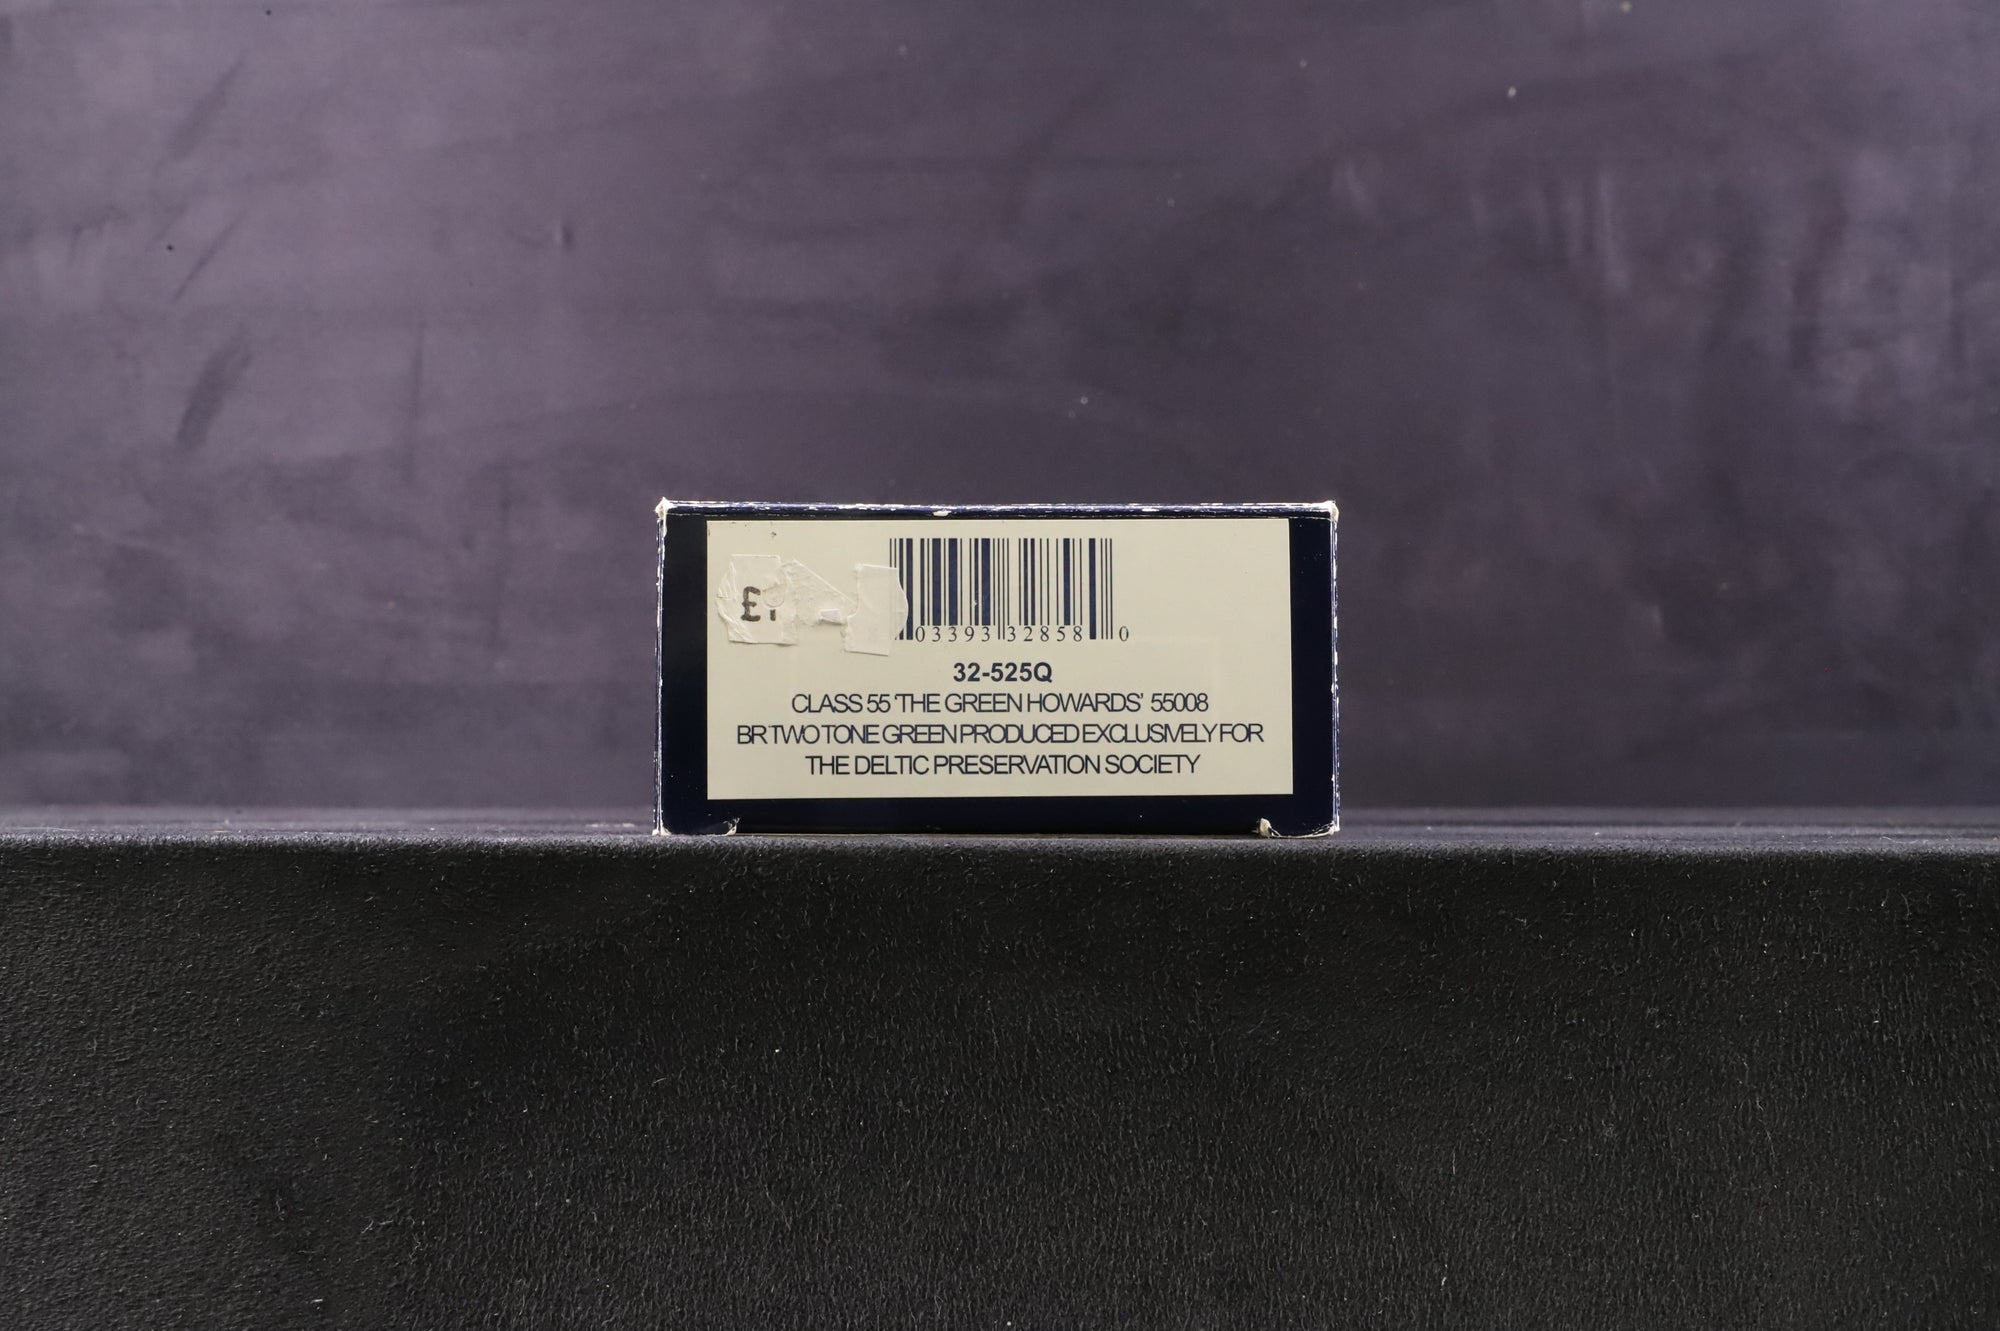 £
03393 32858 0
32-525Q
CLASS 55 'THE GREEN HOWARDS' 55008
BR TWO TONE GREEN PRODUCED EXCLUSIVELY FOR
THE DELTIC PRESERVATION SOCIETY